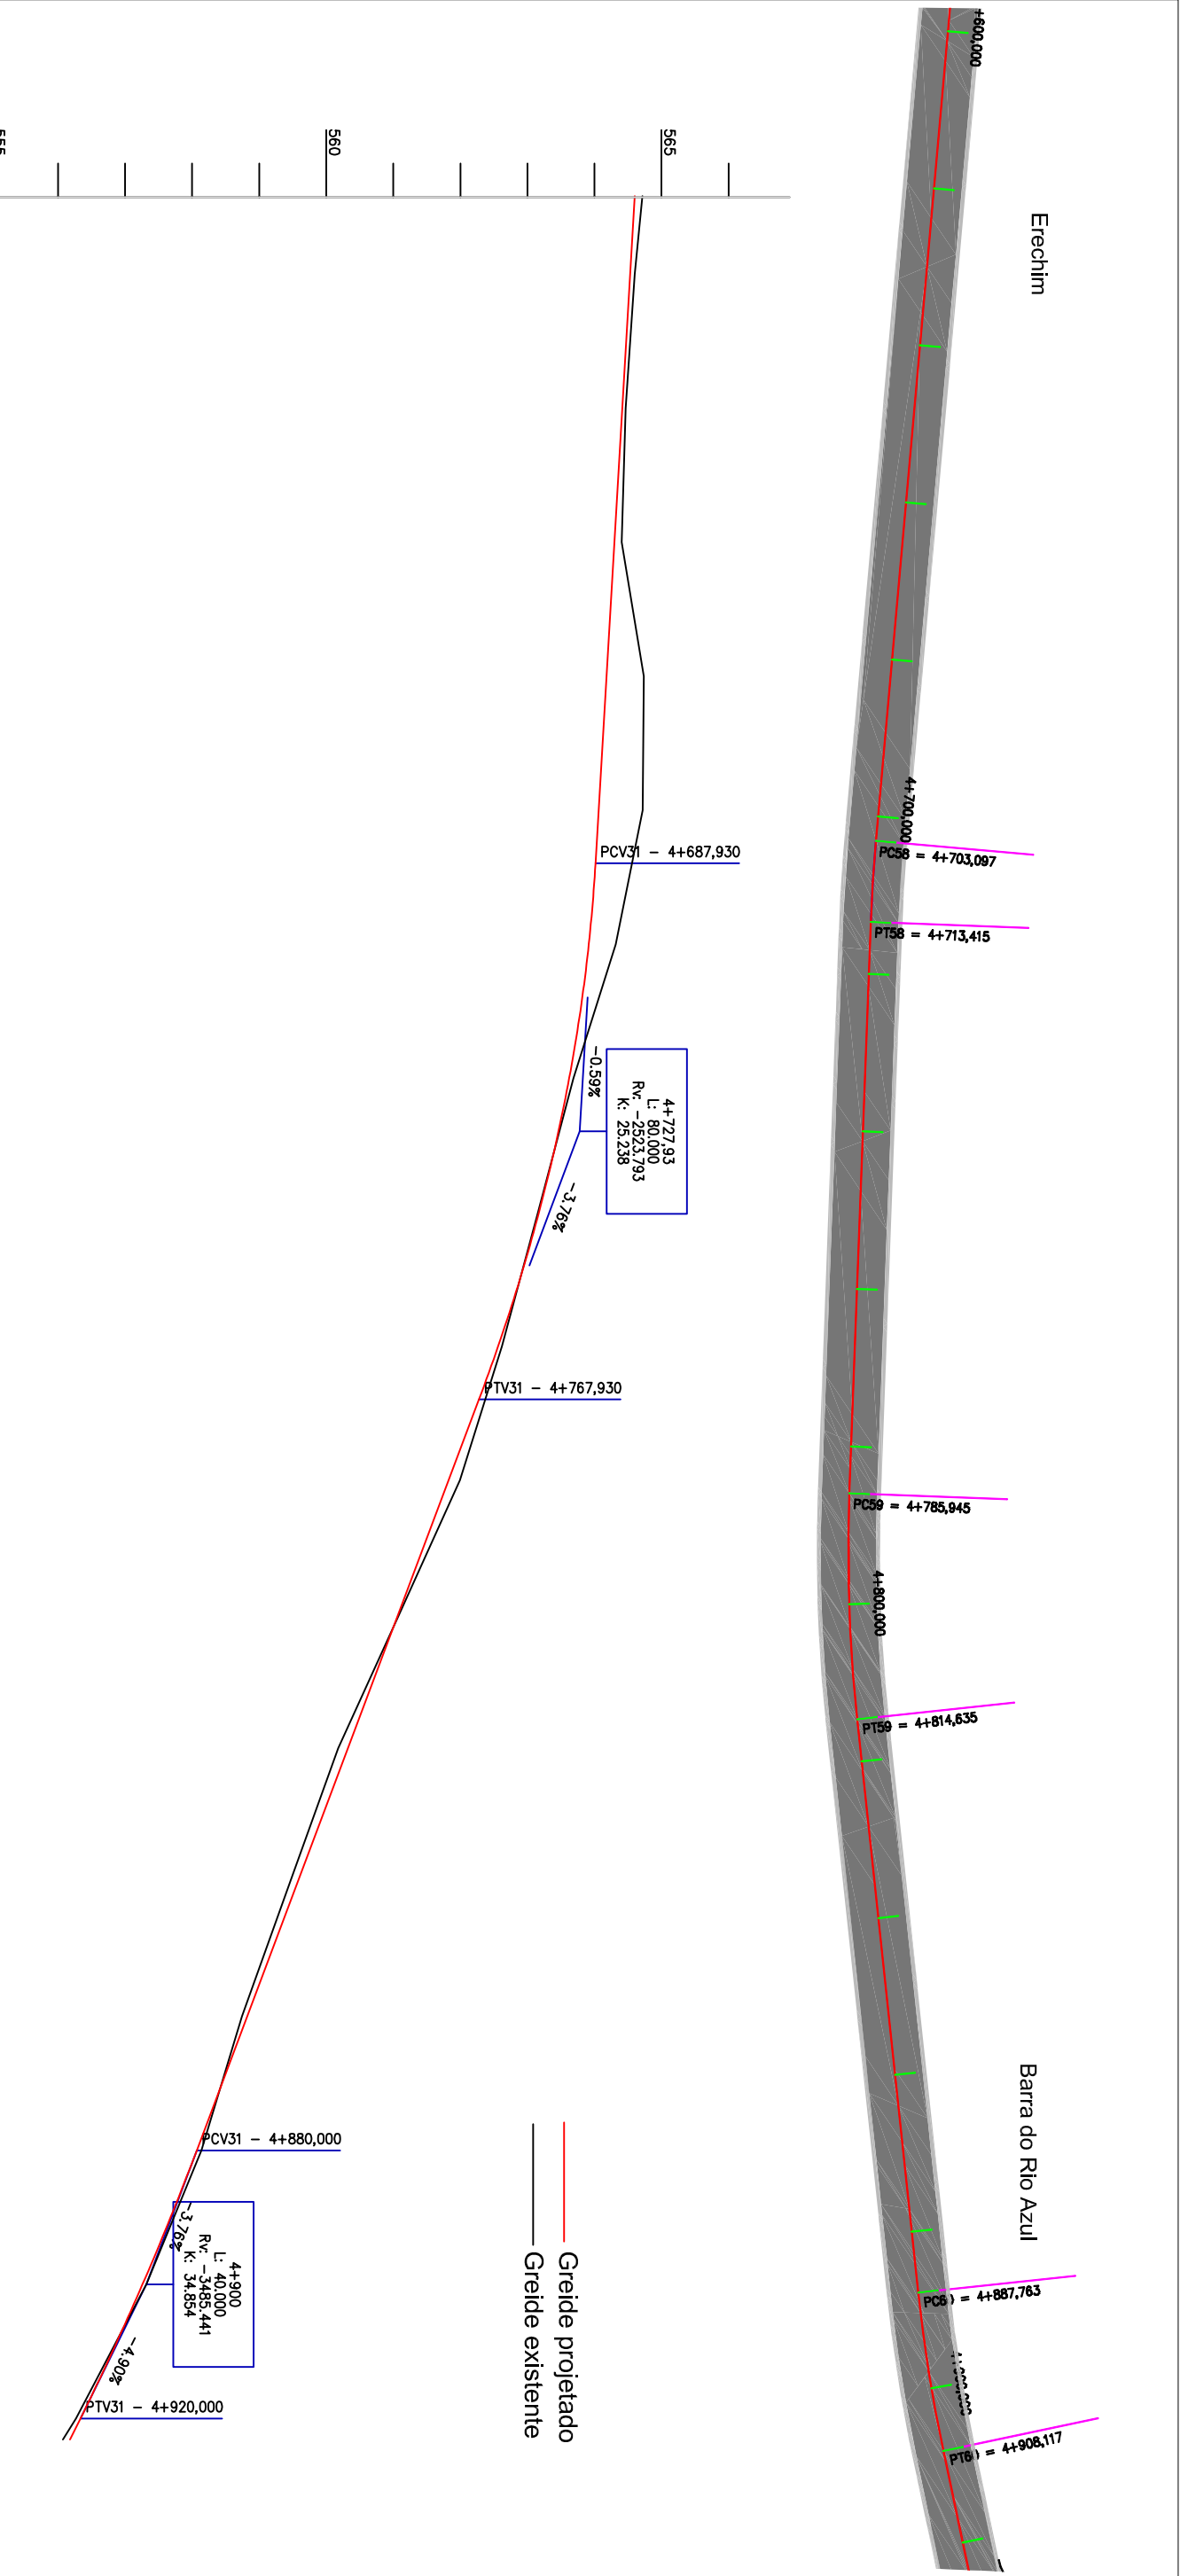 +600,000
Erechim
4+700,000
PC58 = 4+703,097
PT58 = 4+713,415
PC59 = 4+785,945
4+800,000
PT59 = 4+814,635
Barra do Rio Azul
= 4+887,763
= 4+908,117
565
560
555
PCV31 - 4+687,930
-0.59%
4+727,93
L: 80.000
Rv: -2523.793
K: 25.238
-3.76%
PTV31 - 4+767,930
PCV31 - 4+880,000
-3.76%
4+900
L: 40.000
Rv: -3485.441
K: 34.854
-4.90%
PTV31 - 4+920,000
Greide projetado
Greide existente